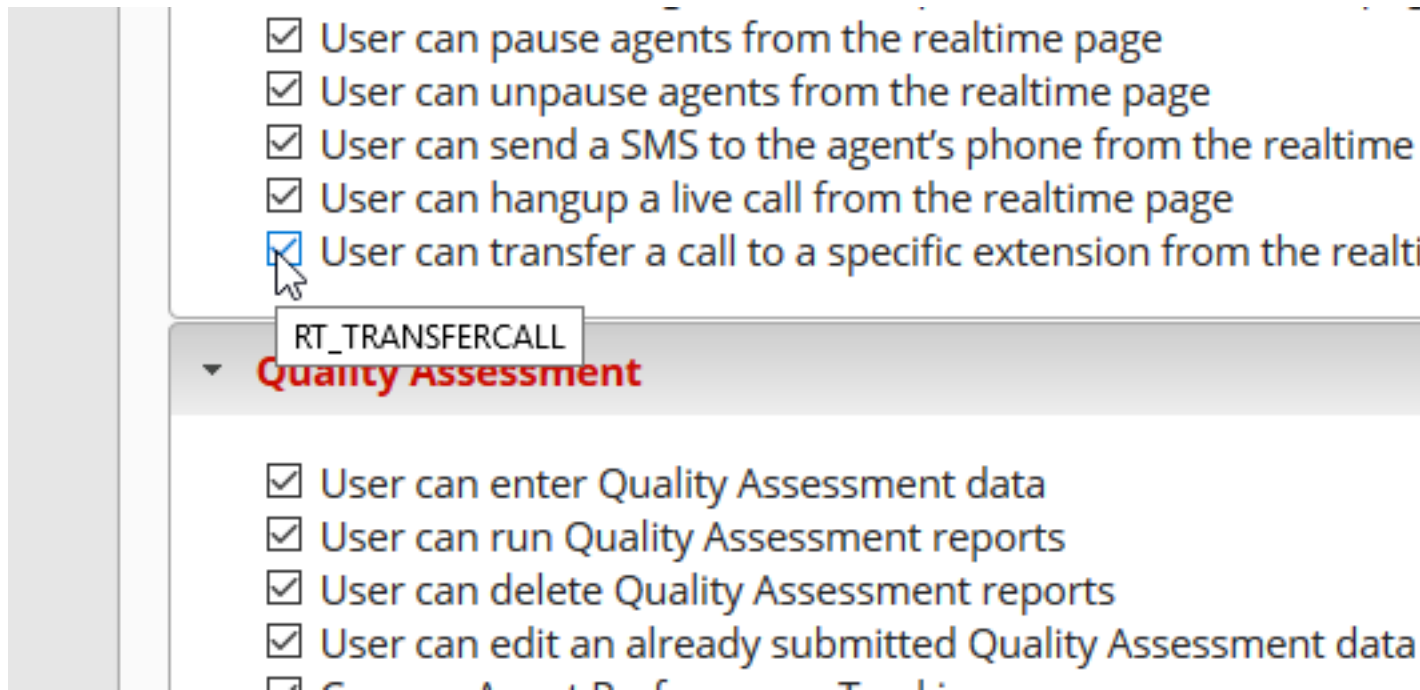 User can pause agents from the realtime page
User can unpause agents from the realtime page
User can send a SMS to the agent’s phone from the realtime
User can hangup a live call from the realtime page
User can transfer a call to a specific extension from the
RT_TRANSFERCALL
Quality Assessment
User can enter Quality Assessment data
User can run Quality Assessment reports
User can delete Quality Assessment reports
User can edit an already submitted Quality Assessment data